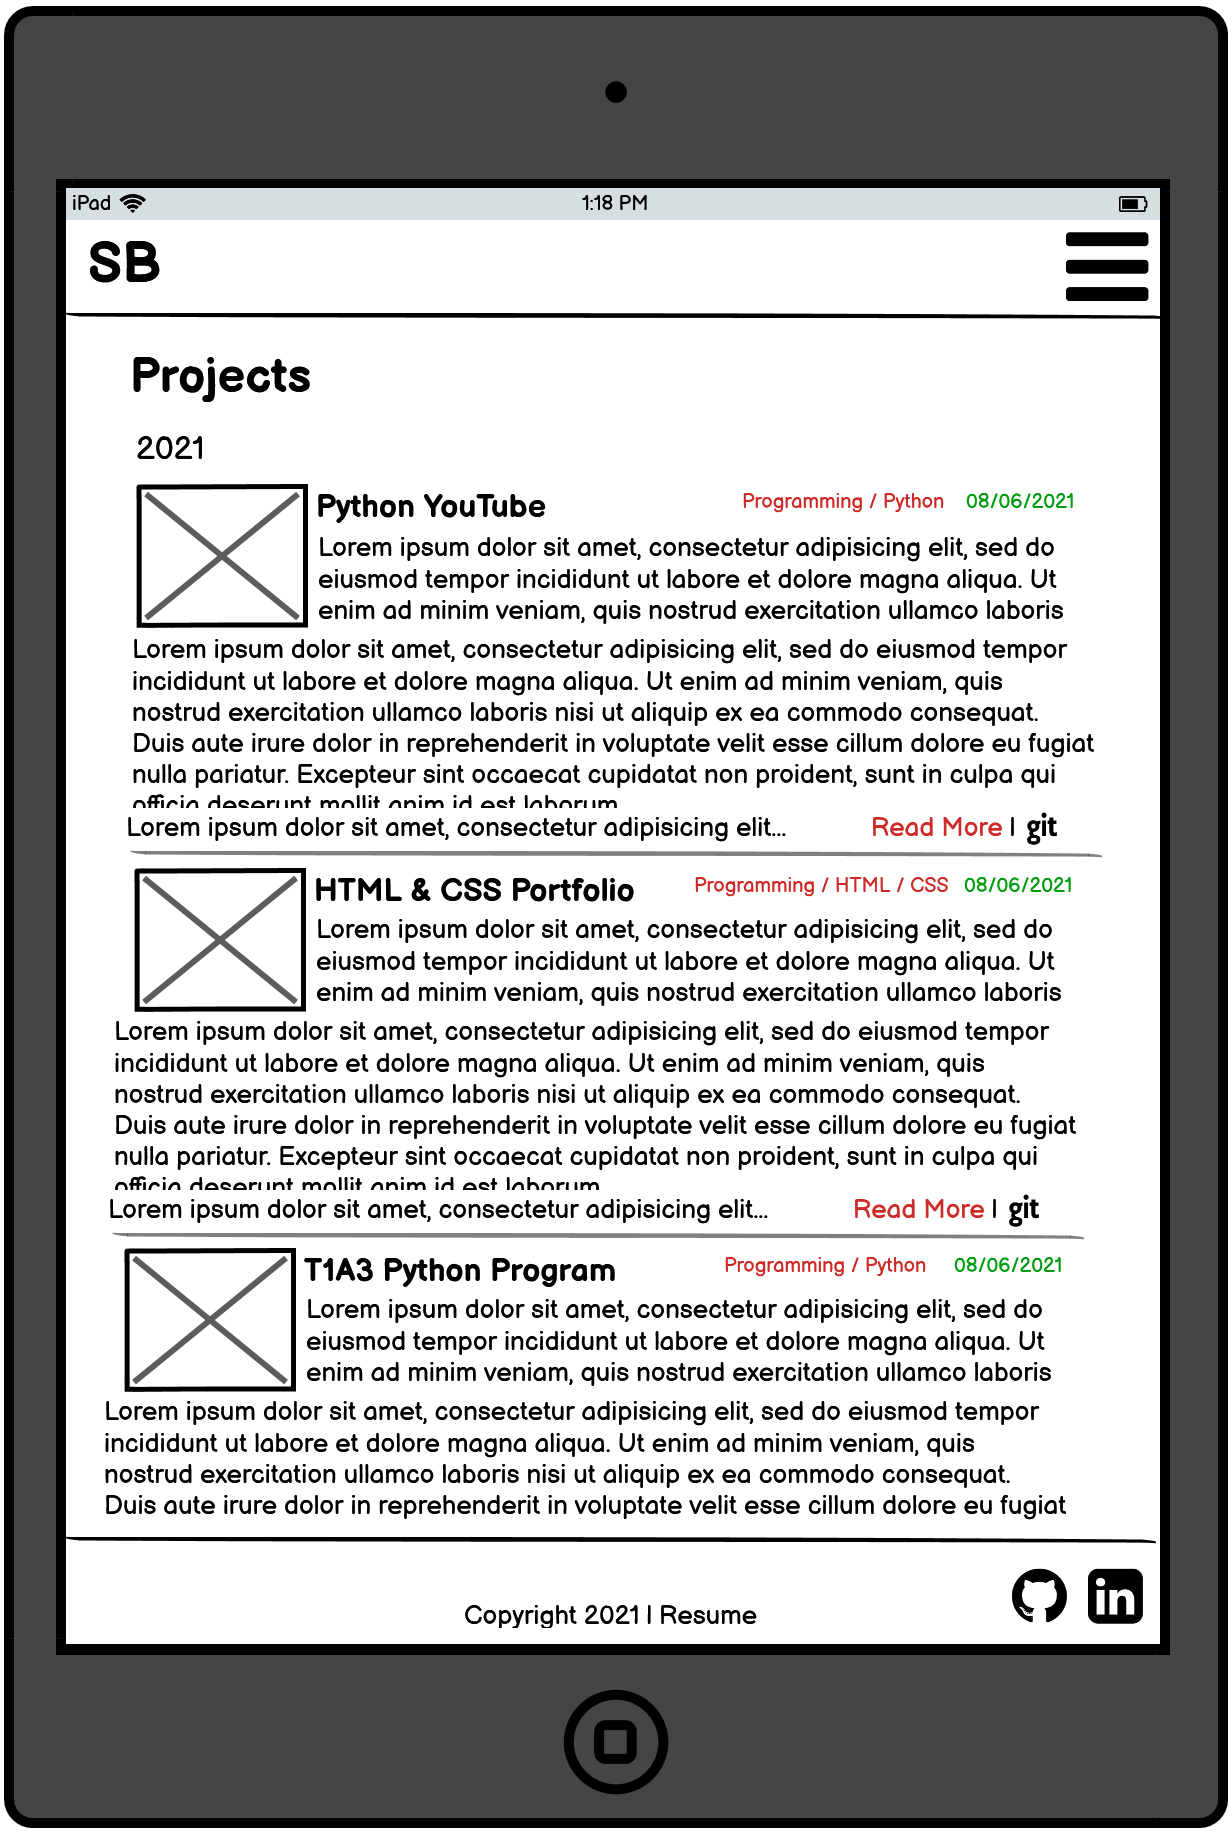 iPad 1:18 PM
SB
Projects
2021
Python YouTube Programming / Python 08/06/2021
Lorem ipsum dolor sit amet, consectetur adipisicing elit, sed do
eiusmod tempor incididunt ut labore et dolore magna aliqua. Ut
enim ad minim veniam, quis nostrud exercitation ullamco laboris
Lorem ipsum dolor sit amet, consectetur adipisicing elit, sed do eiusmod tempor
incididunt ut labore et dolore magna aliqua. Ut enim ad minim veniam, quis
nostrud exercitation ullamco laboris nisi ut aliquip ex ea commodo consequat.
Duis aute irure dolor in reprehenderit in voluptate velit esse cillum dolore eu fugiat
nulla pariatur. Excepteur sint occaecat cupidatat non proident, sunt in culpa qui
officia deserunt mollit anim id est laborum
Lorem ipsum dolor sit amet, consectetur adipisicing elit... Read More | git
HTML & CSS Portfolio Programming / HTML / CSS 08/06/2021
Lorem ipsum dolor sit amet, consectetur adipisicing elit, sed do
eiusmod tempor incididunt ut labore et dolore magna aliqua. Ut
enim ad minim veniam, quis nostrud exercitation ullamco laboris
Lorem ipsum dolor sit amet, consectetur adipisicing elit, sed do eiusmod tempor
incididunt ut labore et dolore magna aliqua. Ut enim ad minim veniam, quis
nostrud exercitation ullamco laboris nisi ut aliquip ex ea commodo consequat.
Duis aute irure dolor in reprehenderit in voluptate velit esse cillum dolore eu fugiat
nulla pariatur. Excepteur sint occaecat cupidatat non proident, sunt in culpa qui
officia deserunt mollit anim id est laborum
Lorem ipsum dolor sit amet, consectetur adipisicing elit... Read More | git
T1A3 Python Program Programming / Python 08/06/2021
Lorem ipsum dolor sit amet, consectetur adipisicing elit, sed do
eiusmod tempor incididunt ut labore et dolore magna aliqua. Ut
enim ad minim veniam, quis nostrud exercitation ullamco laboris
Lorem ipsum dolor sit amet, consectetur adipisicing elit, sed do eiusmod tempor
incididunt ut labore et dolore magna aliqua. Ut enim ad minim veniam, quis
nostrud exercitation ullamco laboris nisi ut aliquip ex ea commodo consequat.
Duis aute irure dolor in reprehenderit in voluptate velit esse cillum dolore eu fugiat
Copyright 2021 | Resume
in